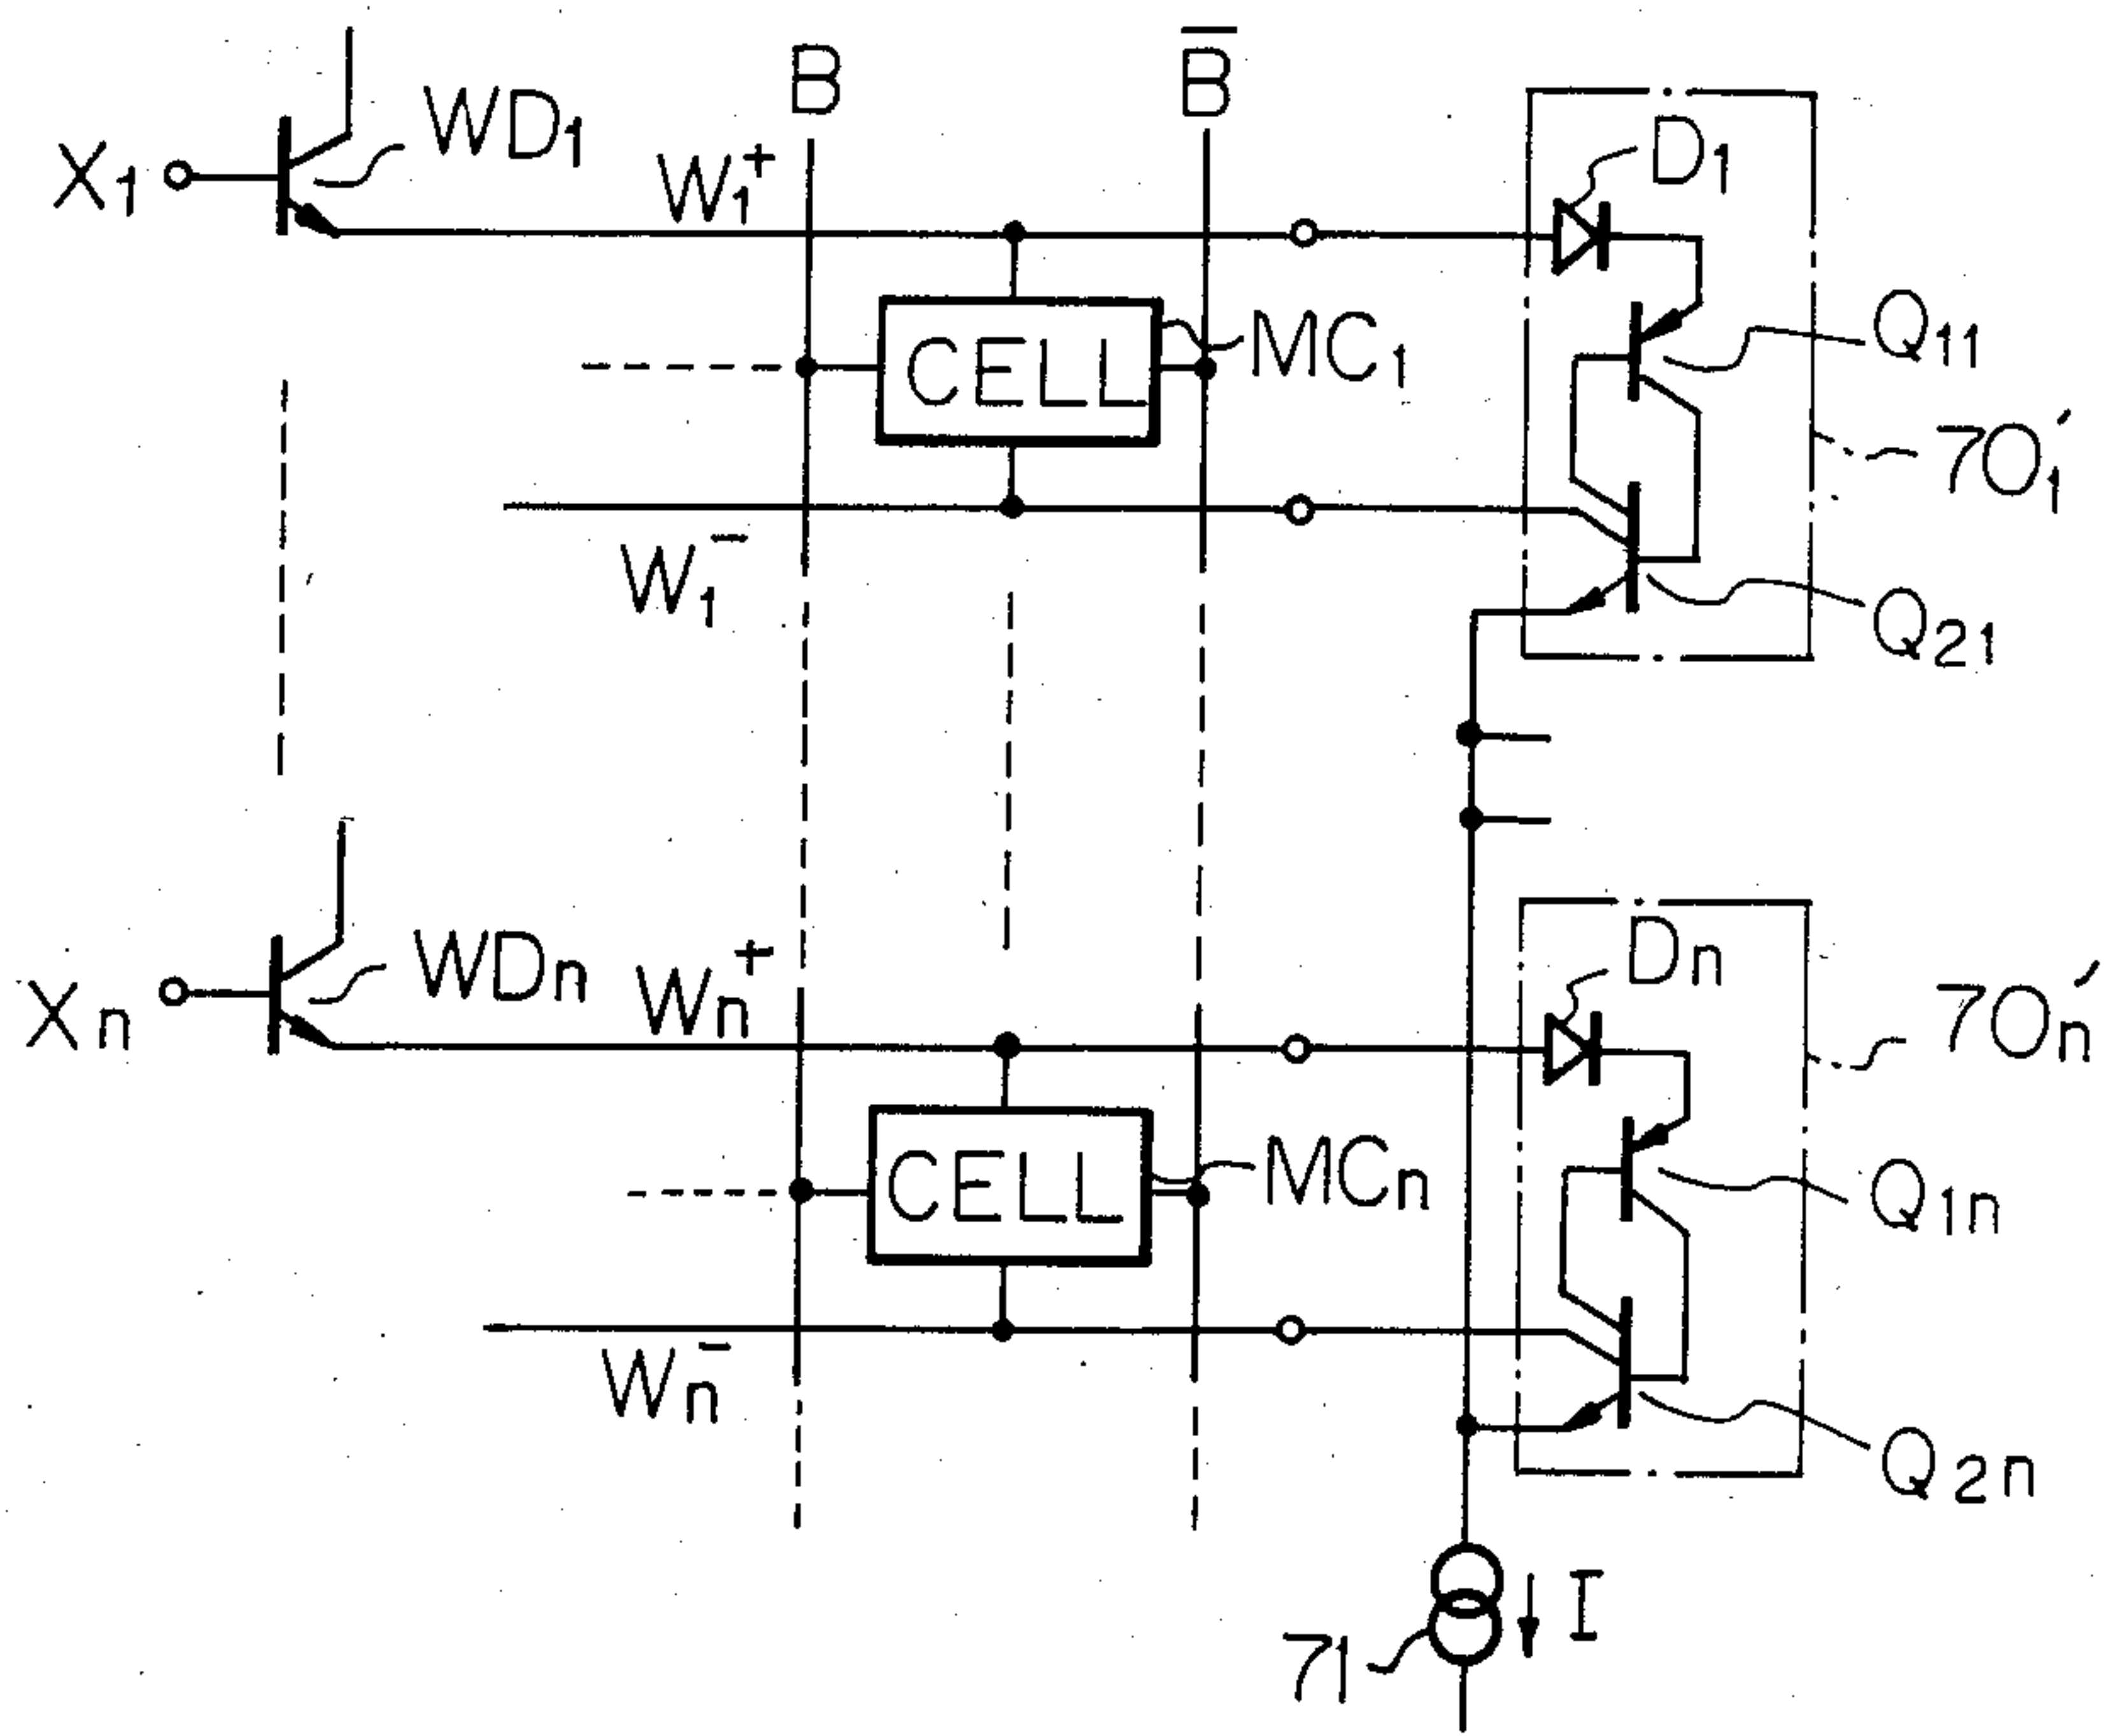 B
B̅
X1
WD1
W1+
D1
CELL
MC1
Q11
70'1
W1-
Q21
Xn
WDn
Wn+
Dn
70'n
CELL
MCn
Q1n
Wn-
Q2n
71
I